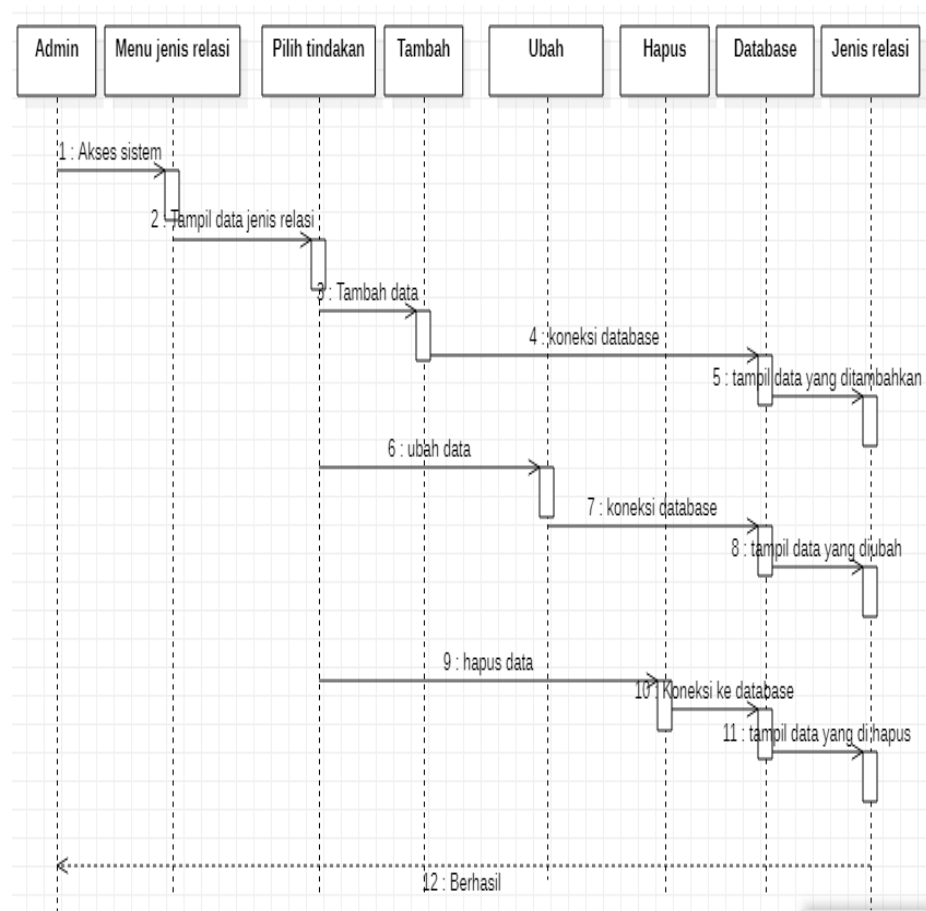 Admin
Menu jenis relasi
Pilih tindakan
Tambah
Ubah
Hapus
Database
Jenis relasi
1 : Akses sistem
2 : Tampil data jenis relasi
3 : Tambah data
4 : koneksi database
5 : tampil data yang ditambahkan
6 : ubah data
7 : koneksi database
8 : tampil data yang diubah
9 : hapus data
10 : Koneksi ke database
11 : tampil data yang di hapus
12 : Berhasil